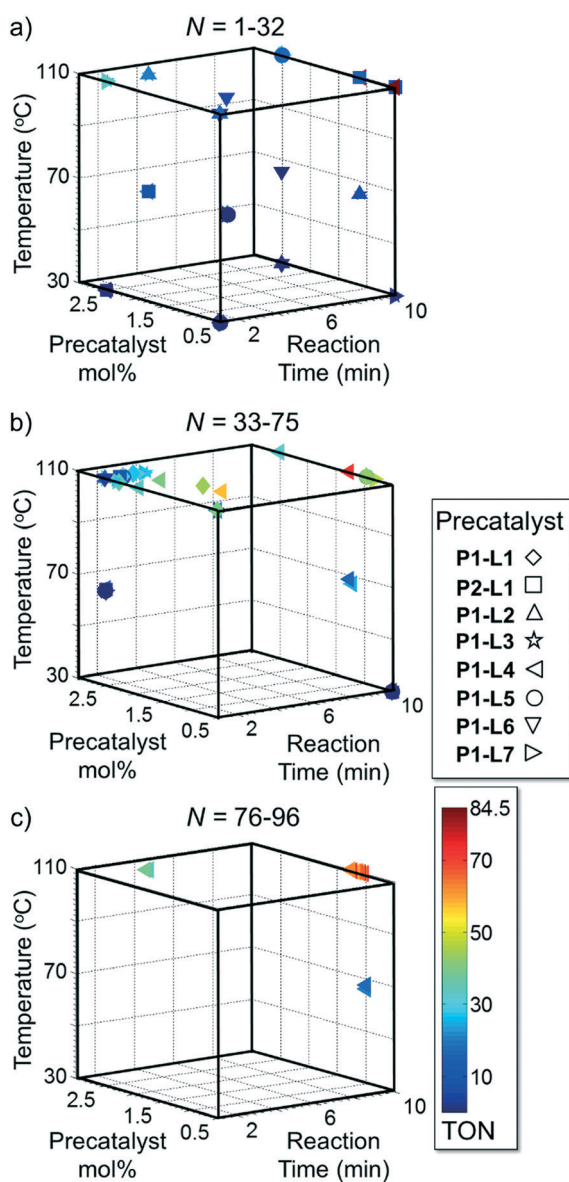 a) N = 1-32
110
70
30
Temperature (ºC)
2.5
1.5
0.5
Precatalyst
mol%
2
6
10
Reaction
Time (min)
b) N = 33-75
110
70
30
Temperature (ºC)
2.5
1.5
0.5
Precatalyst
mol%
2
6
10
Reaction
Time (min)
Precatalyst
P1-L1
P2-L1
P1-L2
P1-L3
P1-L4
P1-L5
P1-L6
P1-L7
c) N = 76-96
110
70
30
Temperature (ºC)
2.5
1.5
0.5
Precatalyst
mol%
2
6
10
Reaction
Time (min)
84.5
70
50
30
10
TON